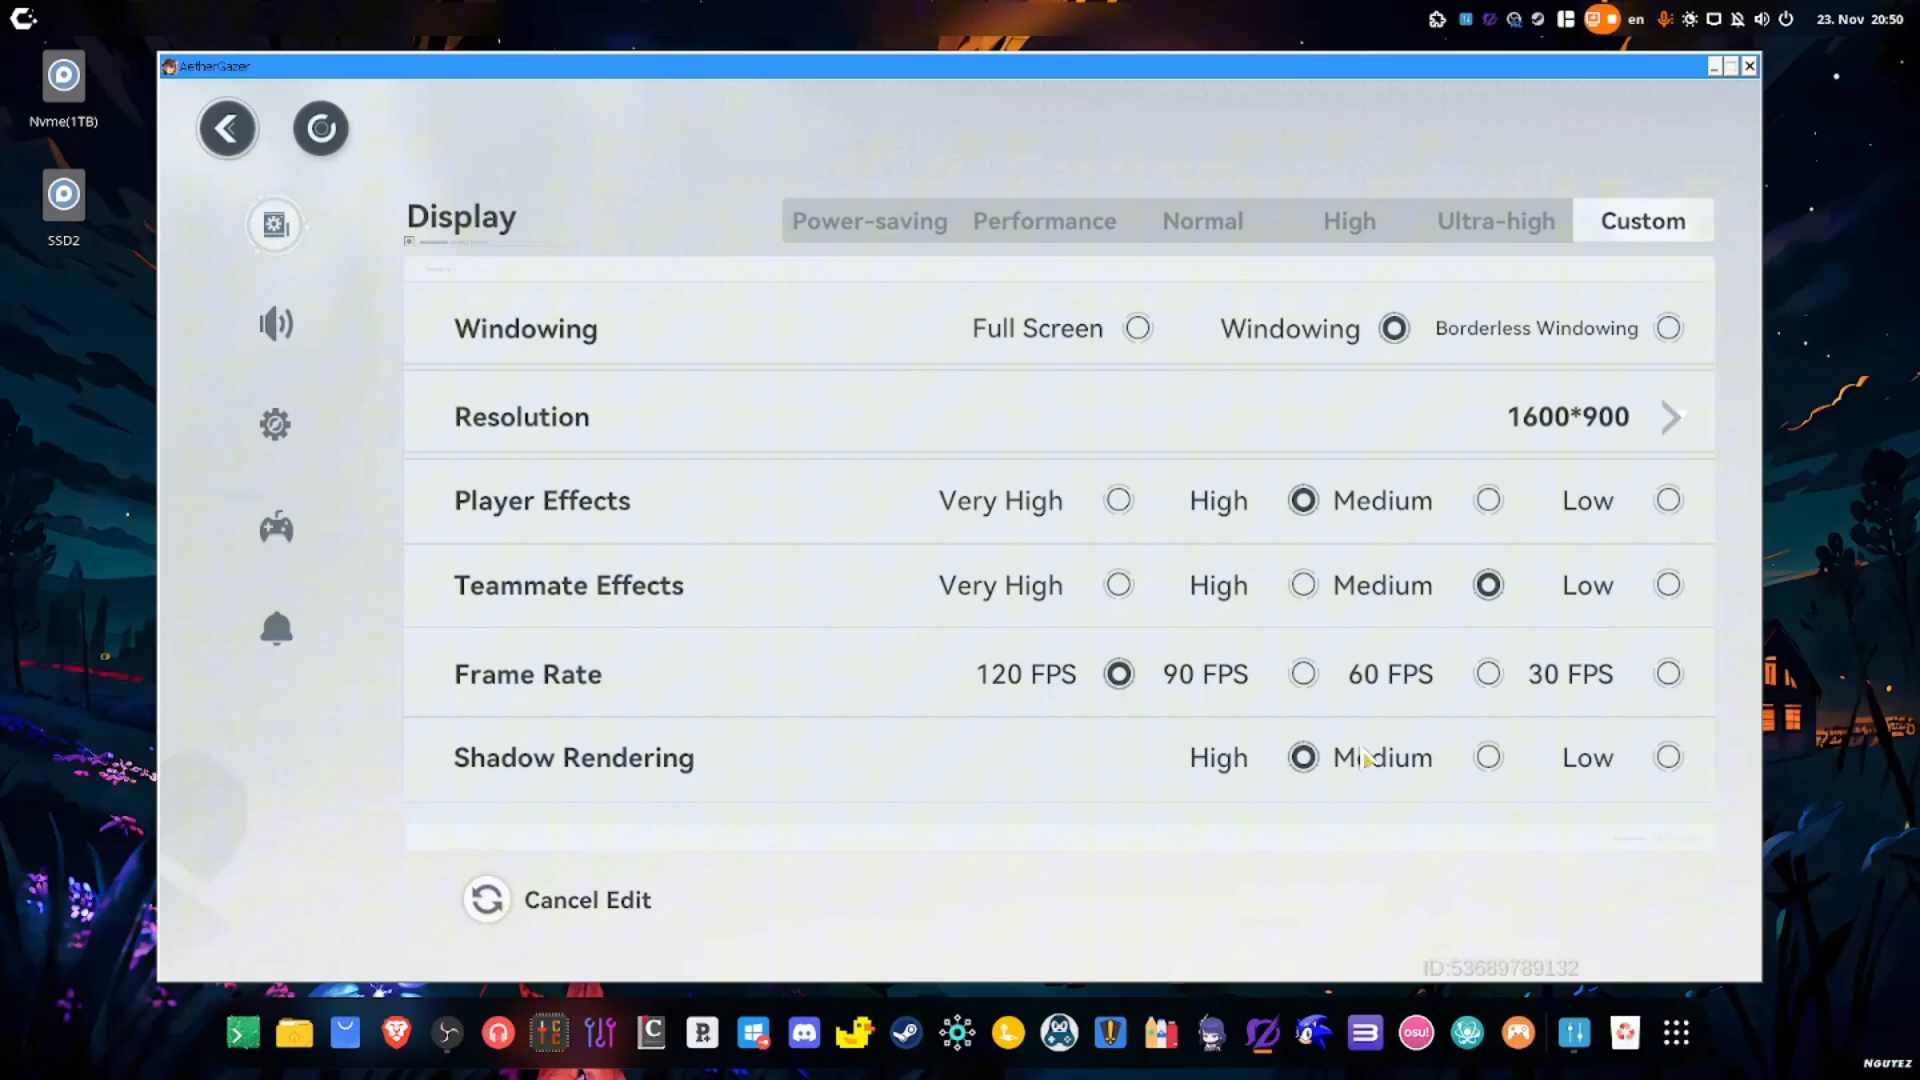 en
23. Nov 20:50
Nvme(1TB)
SSD2
AetherGazer
Display
Power-saving Performance Normal High Ultra-high Custom
Windowing Full Screen Windowing Borderless Windowing
Resolution 1600*900
Player Effects Very High High Medium Low
Teammate Effects Very High High Medium Low
Frame Rate 120 FPS 90 FPS 60 FPS 30 FPS
Shadow Rendering High Medium Low
Cancel Edit
ID:53689789132
osu!
NGUYEZ